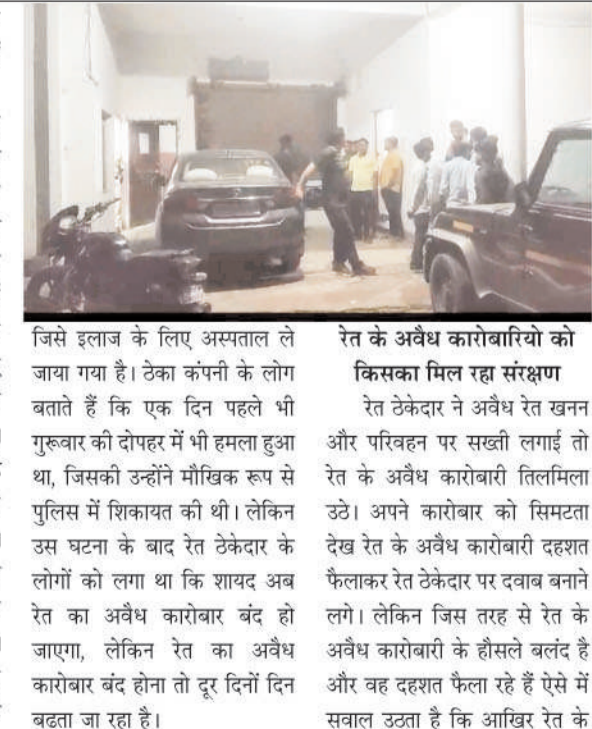 जिसे इलाज के लिए अस्पताल ले
जाया गया है। ठेका कंपनी के लोग
बताते हैं कि एक दिन पहले भी
गुरूवार की दोपहर में भी हमला हुआ
था, जिसकी उन्होंने मौखिक रूप से
पुलिस में शिकायत की थी। लेकिन
उस घटना के बाद रेत ठेकेदार के
लोगों को लगा था कि शायद अब
रेत का अवैध कारोबार बंद हो
जाएगा, लेकिन रेत का अवैध
कारोबार बंद होना तो दूर दिनों दिन
बढता जा रहा है।
रेत के अवैध कारोबारियो को
किसका मिल रहा संरक्षण
रेत ठेकेदार ने अवैध रेत खनन
और परिवहन पर सख्ती लगाई तो
रेत के अवैध कारोबारी तिलमिला
उठे। अपने कारोबार को सिमटता
देख रेत के अवैध कारोबारी दहशत
फैलाकर रेत ठेकेदार पर दवाब बनाने
लगे। लेकिन जिस तरह से रेत के
अवैध कारोबारी के हौसले बलंद है
और वह दहशत फैला रहे हैं ऐसे में
सवाल उठता है कि आखिर रेत के